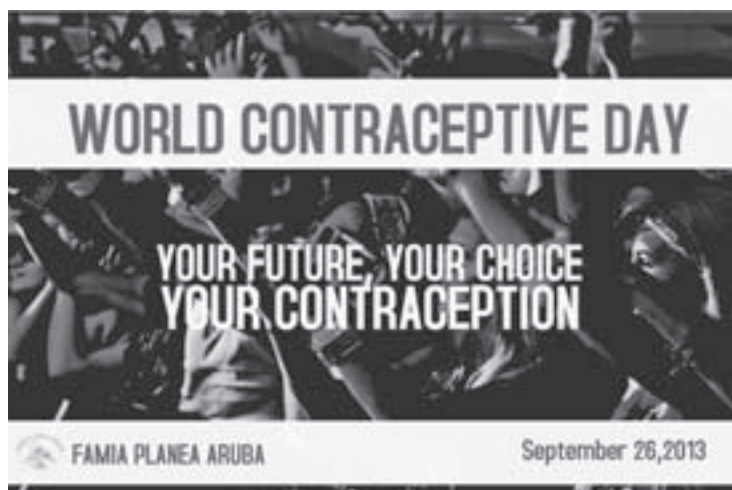 WORLD CONTRACEPTIVE DAY
YOUR FUTURE, YOUR CHOICE
YOUR CONTRACEPTION
FAMIA PLANEA ARUBA
September 26,2013